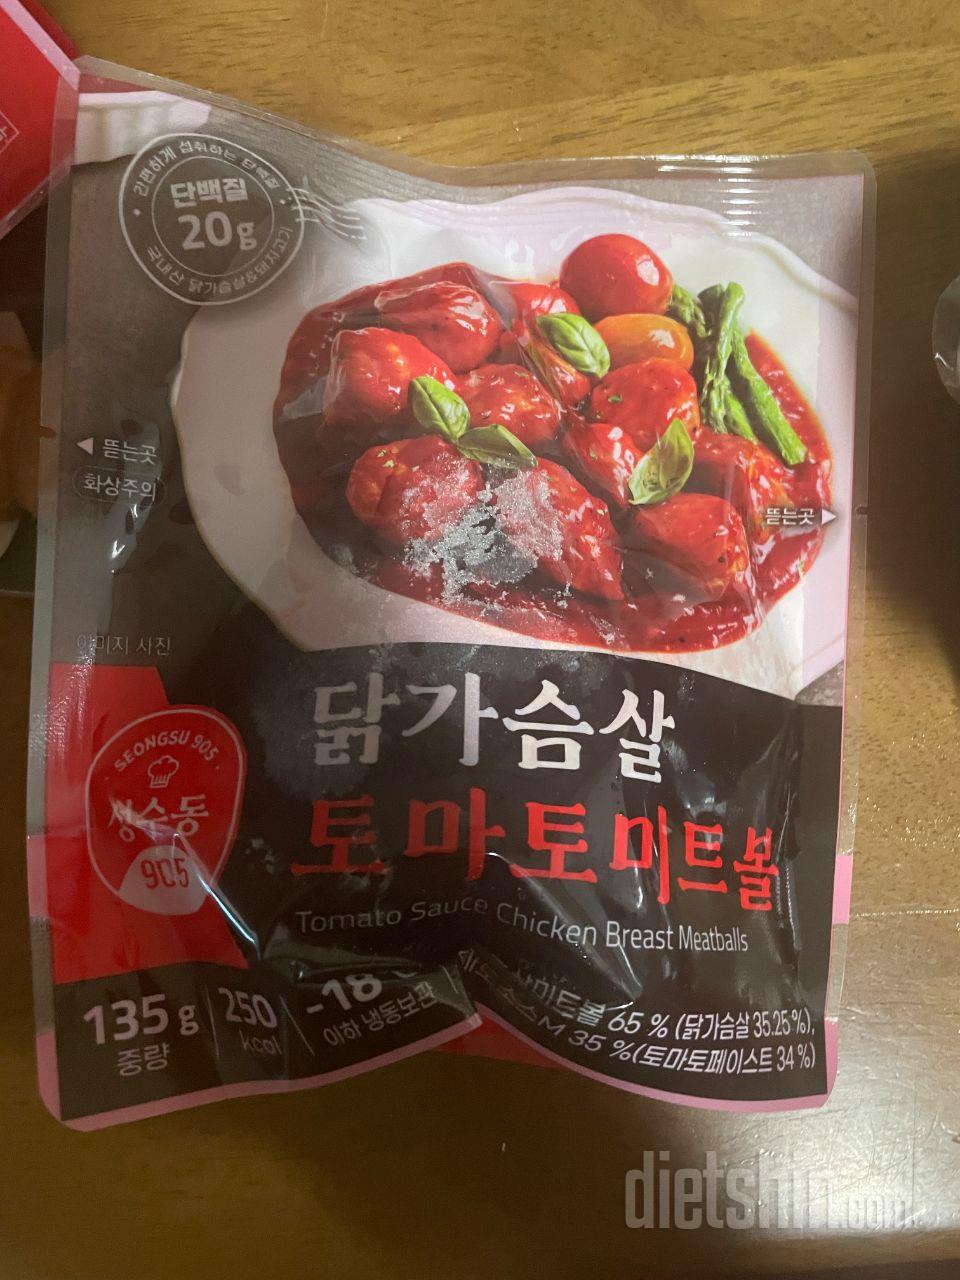 간편하게 섭취하는 단백질
단백질
20g
국내산 닭가슴살&돼지고기
뜯는곳
화상주의
뜯는곳
이미지 사진
닭가슴살
토마토미트볼
Tomato Sauce Chicken Breast Meatballs
SEONGSU 905
성수동
905
135g
중량
250
kcal
-18
이하 냉동보관
미트볼 65 % (닭가슴살 35.25 %),
소스M 35 %(토마토페이스트 34 %)
dietshin.com